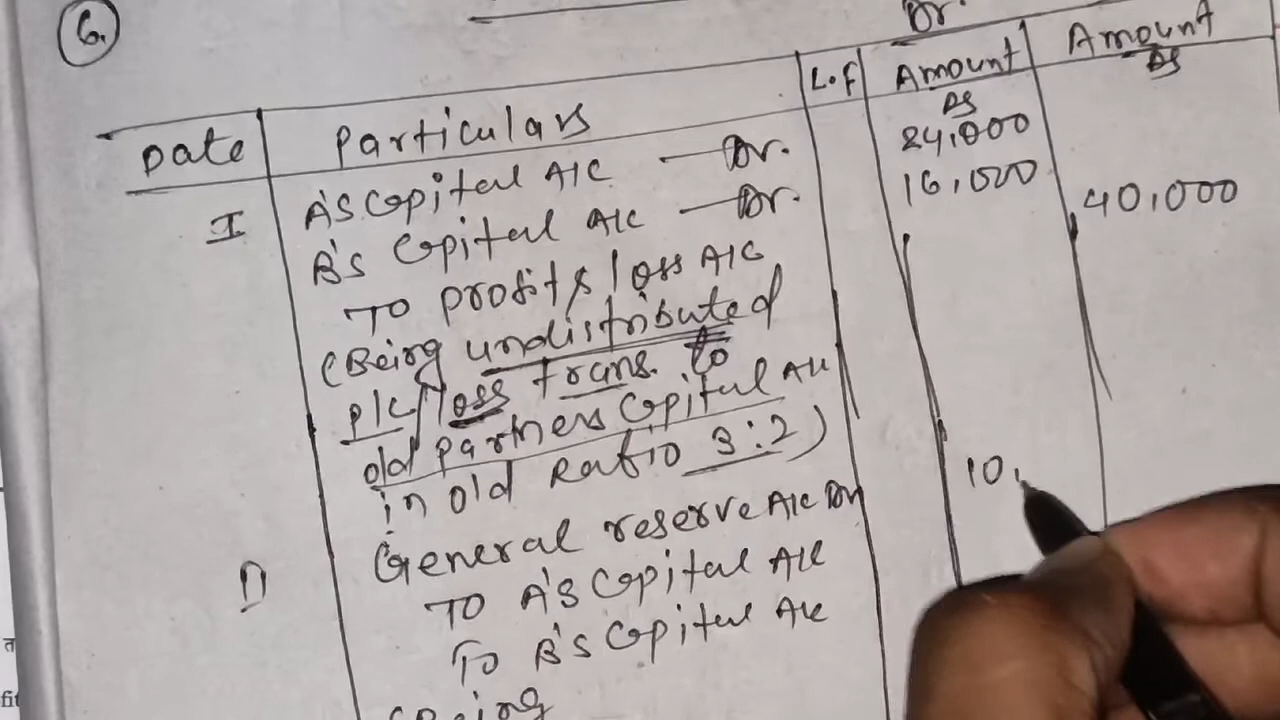 6.
Dr.
Date Particulars L.f Amount Amount
Rs Rs
I A's Capital A/C — Dr. 24,000
B's Capital A/C — Dr. 16,000
To profit & loss A/C 40,000
(Being undistributed
P/L/loss trans. to
old partners Capital A/c
in old Ratio 3:2)
II General reserve A/c Dr 10,
To A's Capital A/c
To B's Capital A/c
(Being
त
fit